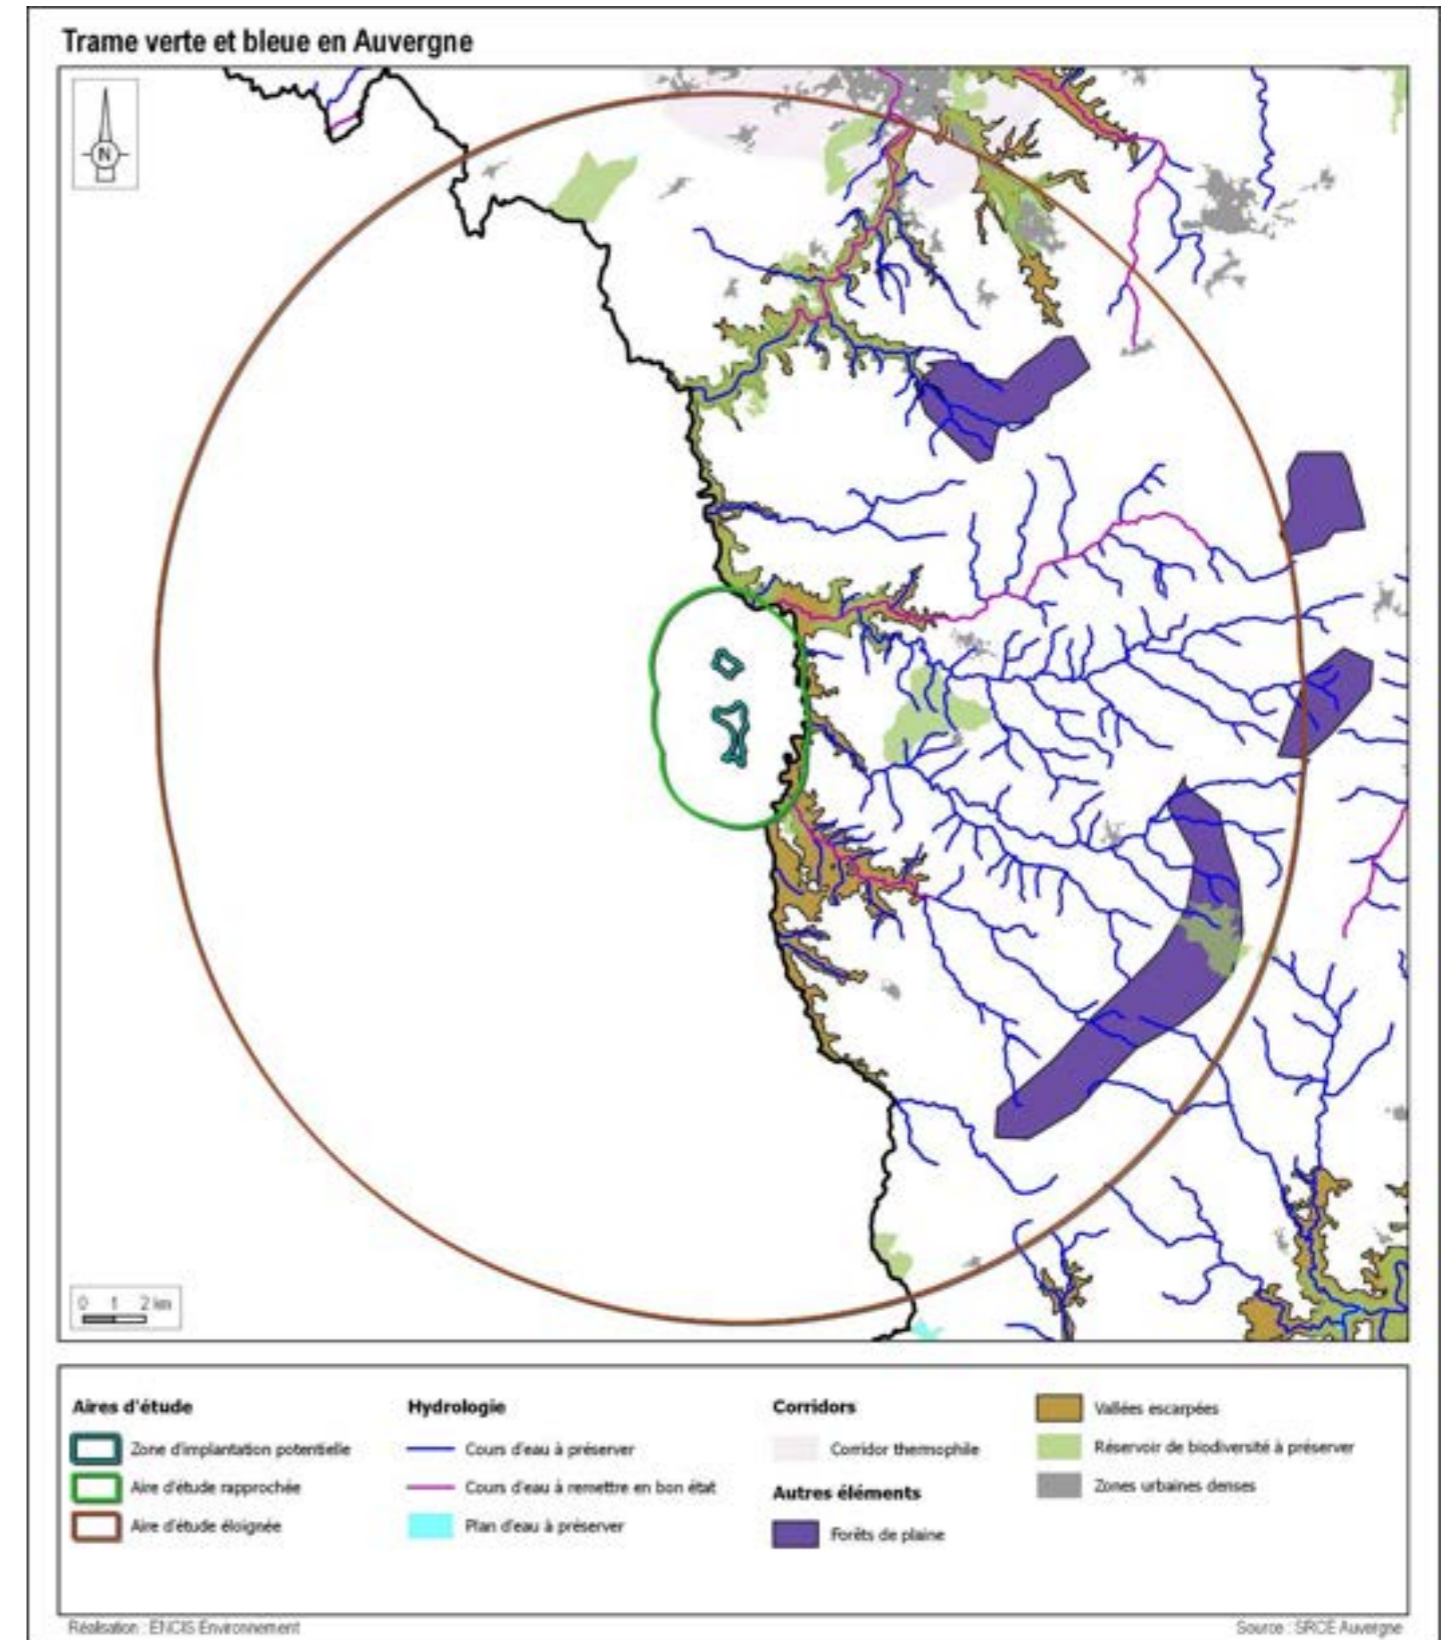 Trame verte et bleue en Auvergne
N
0 1 2 km
Aires d'étude
Zone d'implantation potentielle
Aire d'étude rapprochée
Aire d'étude éloignée
Hydrologie
Cours d'eau à préserver
Cours d'eau à remettre en bon état
Plan d'eau à préserver
Corridors
Corridor thermophile
Autres éléments
Forêts de plaine
Vallées escarpées
Réservoir de biodiversité à préserver
Zones urbaines denses
Réalisation : ENCIS Environnement
Source : SRCE Auvergne